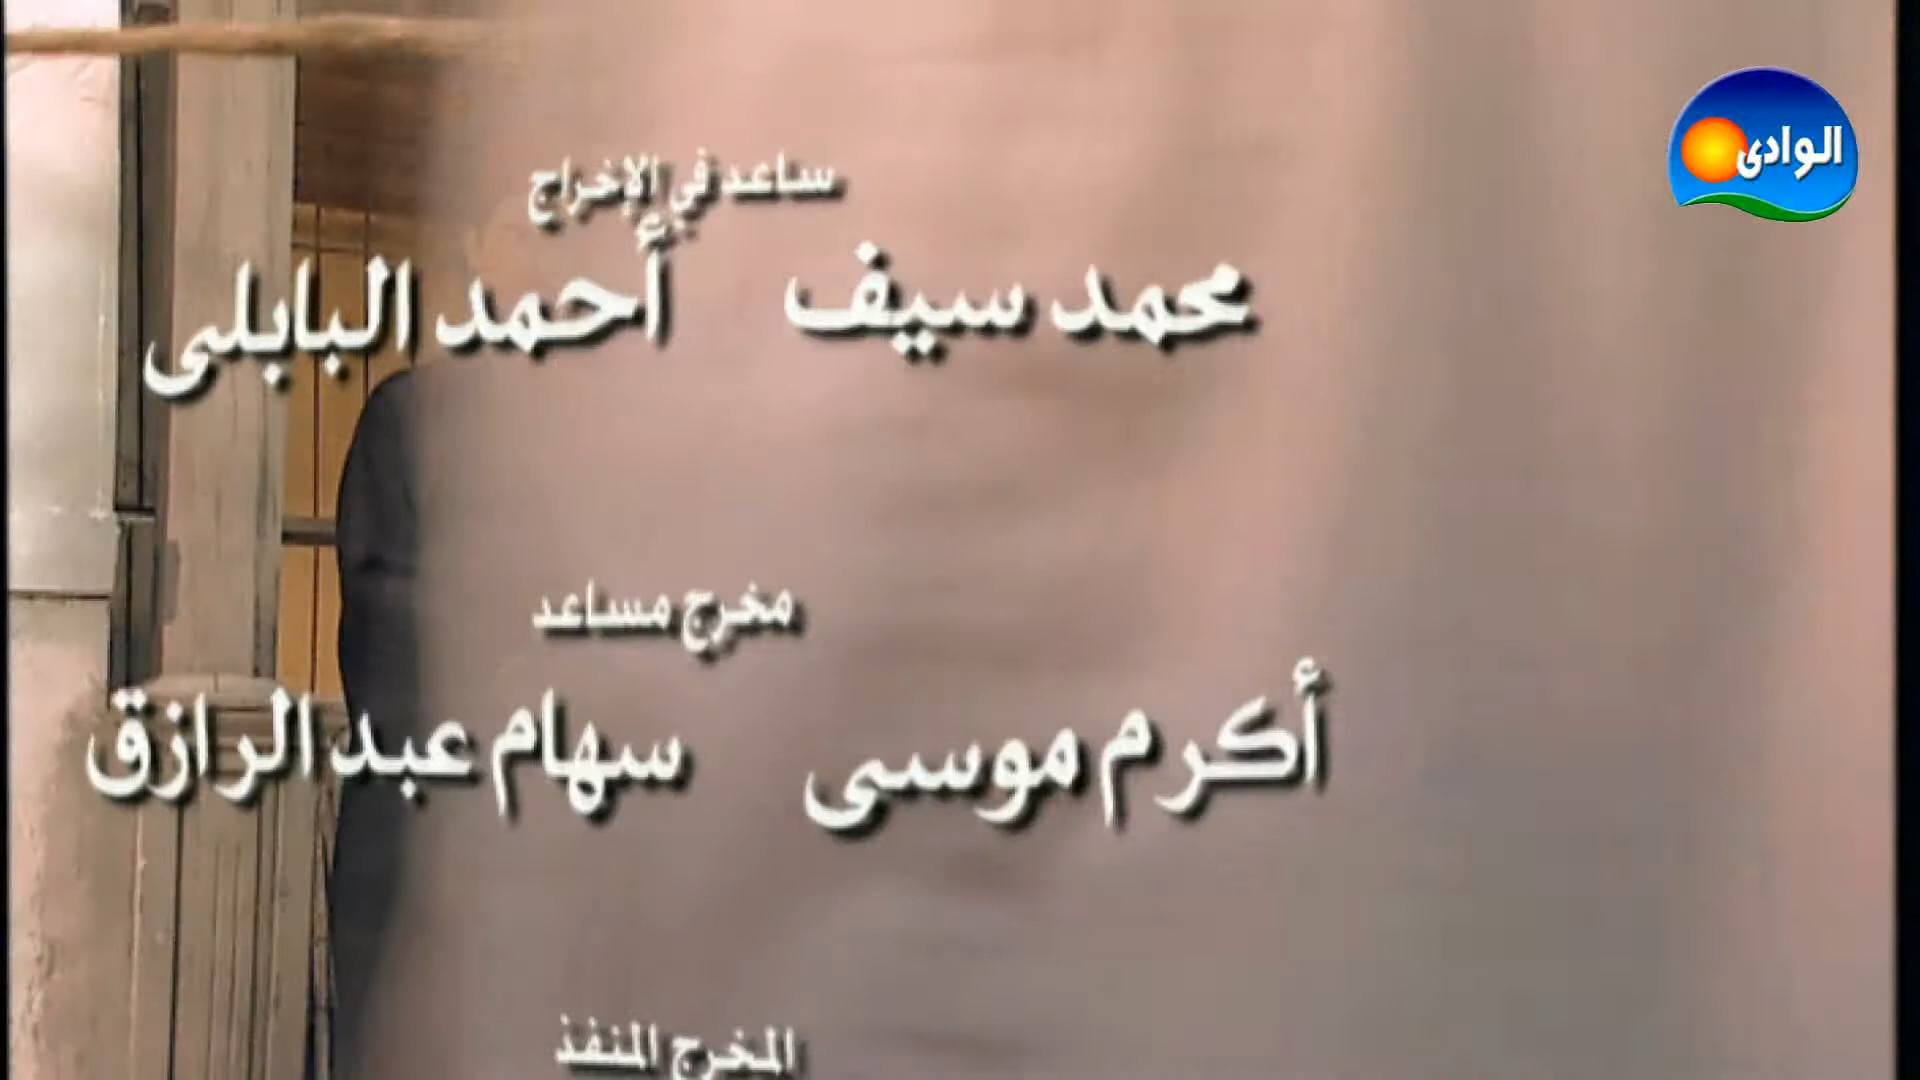 الوادى
ساعد في الإخراج
محمد سيف أحمد البابلى
مخرج مساعد
أكرم موسى سهام عبد الرازق
المخرج المنفذ